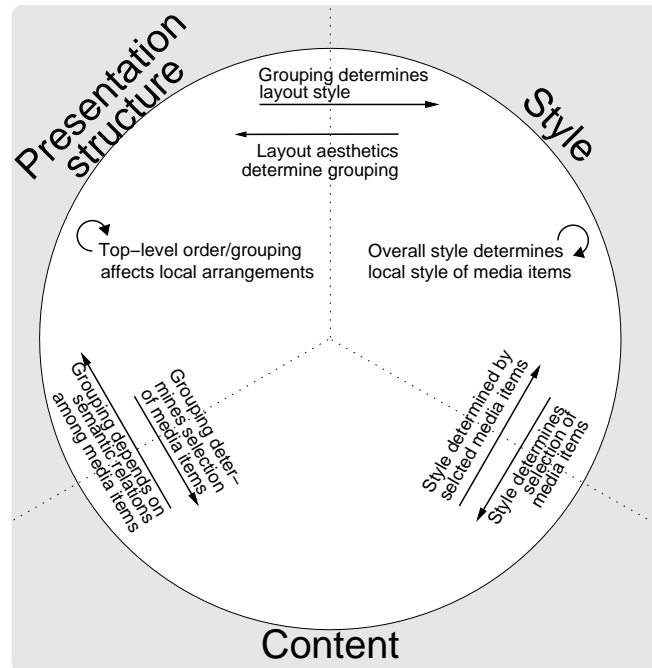 Presentation
structure
Style
Grouping determines
layout style
Layout aesthetics
determine grouping
Top−level order/grouping
affects local arrangements
Overall style determines
local style of media items
Grouping depends on
semantic relations
among media items
Grouping deter−
mines selection
of media items
Style determined by
selcted media items
Style determines
selection of
media items
Content